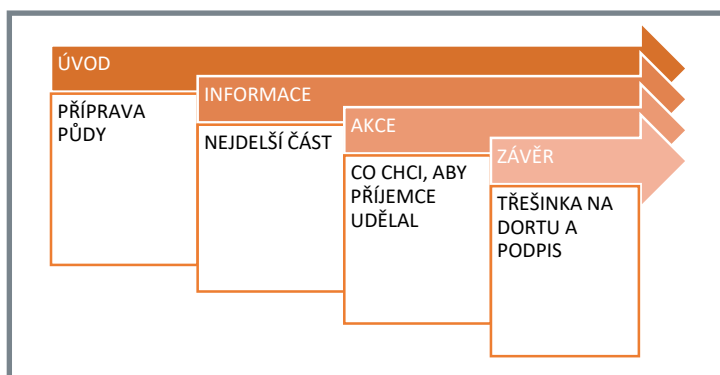 ÚVOD
PŘÍPRAVA
PŮDY
INFORMACE
NEJDELŠÍ ČÁST
AKCE
CO CHCI, ABY
PŘÍJEMCE
UDĚLAL
ZÁVĚR
TŘEŠINKA NA
DORTU A
PODPIS